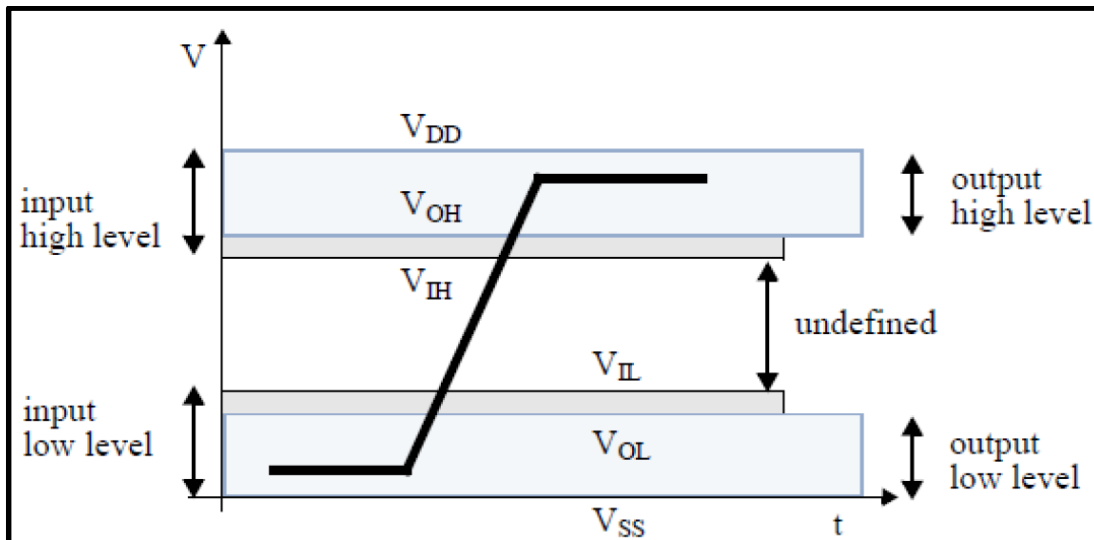 V
V_DD
input
high level
V_OH
output
high level
V_IH
undefined
V_IL
input
low level
V_OL
output
low level
V_SS
t